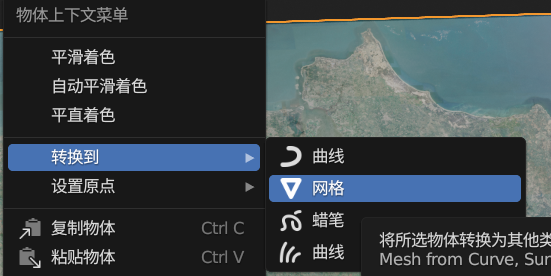 物体上下文菜单
平滑着色
自动平滑着色
平直着色
转换到
设置原点
复制物体 Ctrl C
粘贴物体 Ctrl V
曲线
网格
蜡笔
曲线
将所选物体转换为其他类
Mesh from Curve, Sur